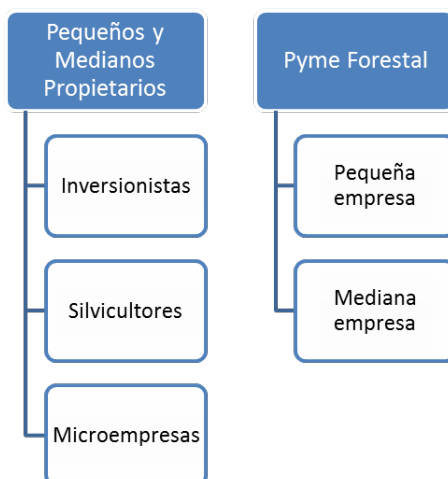 Pequeños y
Medianos
Propietarios
Inversionistas
Silvicultores
Microempresas
Pyme Forestal
Pequeña
empresa
Mediana
empresa